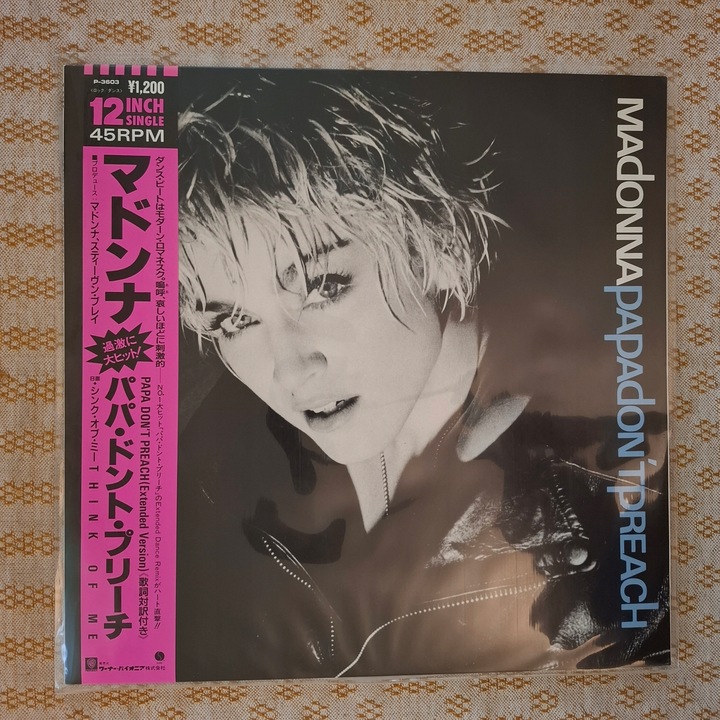 P-3603
〈ロック/ダンス〉
¥1,200
12 INCH SINGLE
45RPM
ダンス・ビートはモダーン・ロマネスク。嗚呼、哀しいほどに刺激的
──NO.1大ヒット、「パパ・ドント・プリーチ」のExtended Dance Remixがハート直撃!!
マドンナ
■プロデュース:マドンナ、スティーヴン・ブレイ
過激に
大ヒット!
PAPA DON'T PREACH(Extended Version)〈歌詞対訳付き〉
パパ・ドント・プリーチ
B面・シンク・オブ・ミー THINK OF ME
発売元
ワーナー・パイオニア株式会社
MAdoNNA PAPA doN'T PREACH